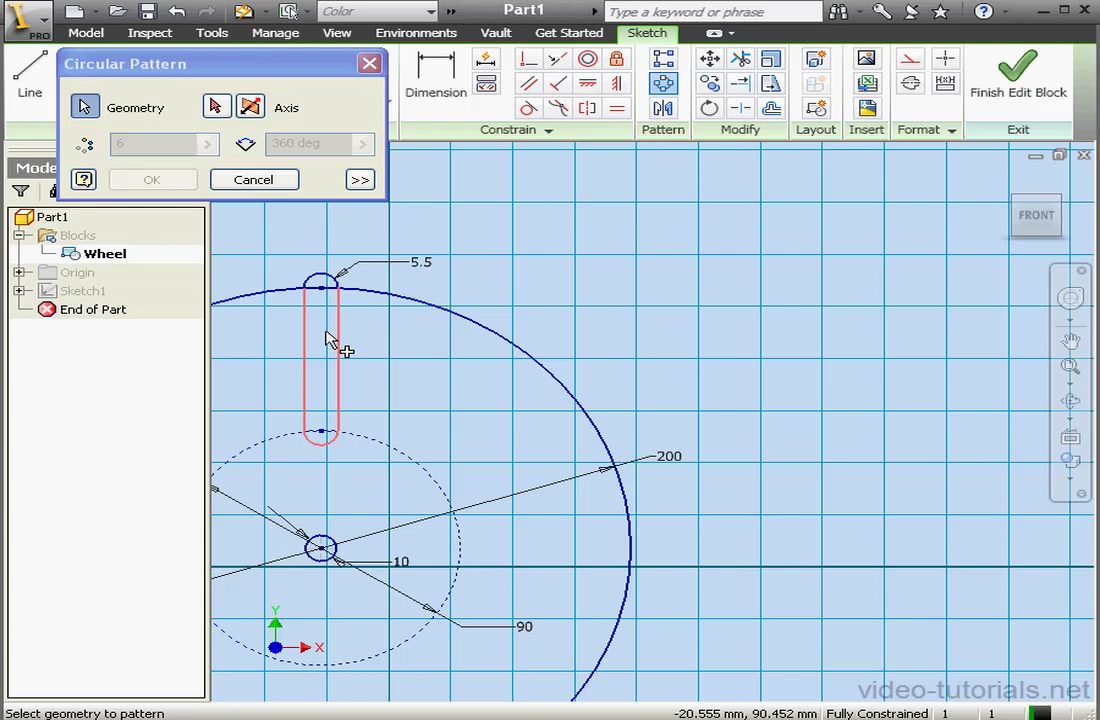 PRO
Color
Part1
Type a keyword or phrase
Model
Inspect
Tools
Manage
View
Environments
Vault
Get Started
Sketch
Line
Dimension
Finish Edit Block
Constrain
Pattern
Modify
Layout
Insert
Format
Exit
Circular Pattern
Geometry
Axis
6
360 deg
OK
Cancel
>>
Mode
Part1
Blocks
Wheel
Origin
Sketch1
End of Part
FRONT
5.5
200
10
90
Y
X
video-tutorials.net
Select geometry to pattern
-20.555 mm, 90.452 mm
Fully Constrained
1
1